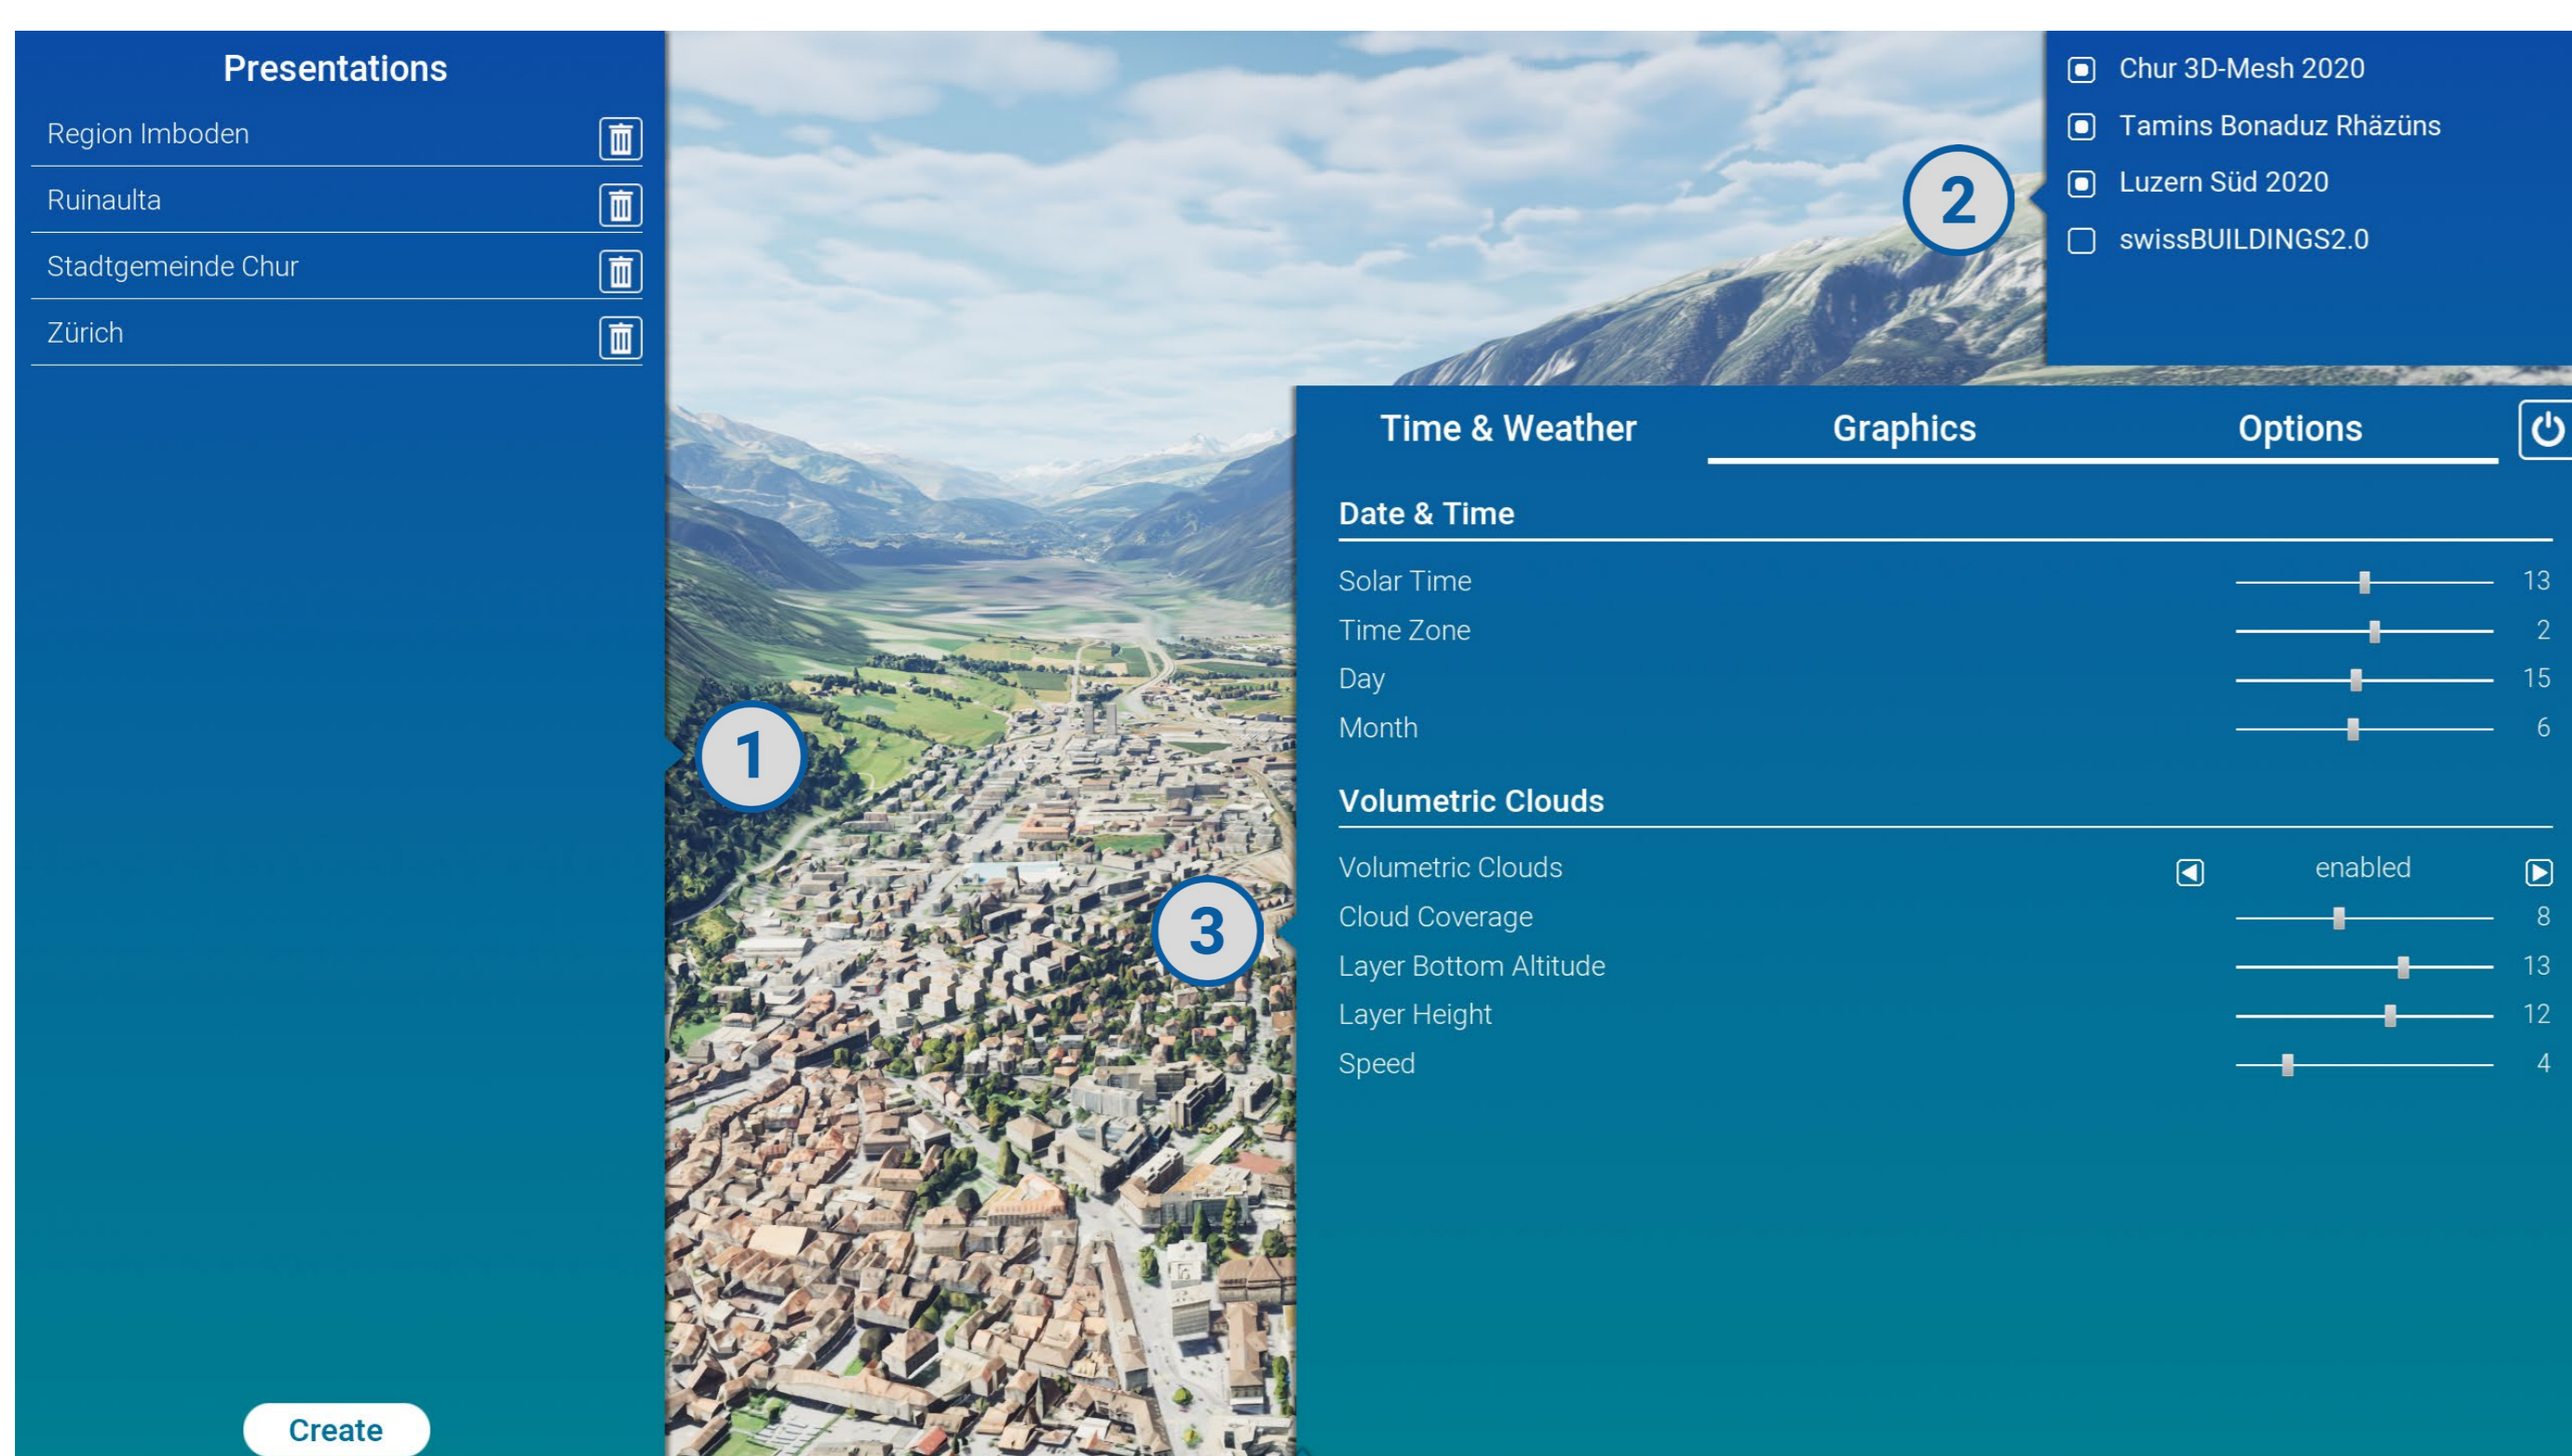 Presentations
Region Imboden
Ruinaulta
Stadtgemeinde Chur
Zürich
Create
1
2
Chur 3D-Mesh 2020
Tamins Bonaduz Rhäzüns
Luzern Süd 2020
swissBUILDINGS2.0
3
Time & Weather Graphics Options
Date & Time
Solar Time 13
Time Zone 2
Day 15
Month 6
Volumetric Clouds
Volumetric Clouds enabled
Cloud Coverage 8
Layer Bottom Altitude 13
Layer Height 12
Speed 4